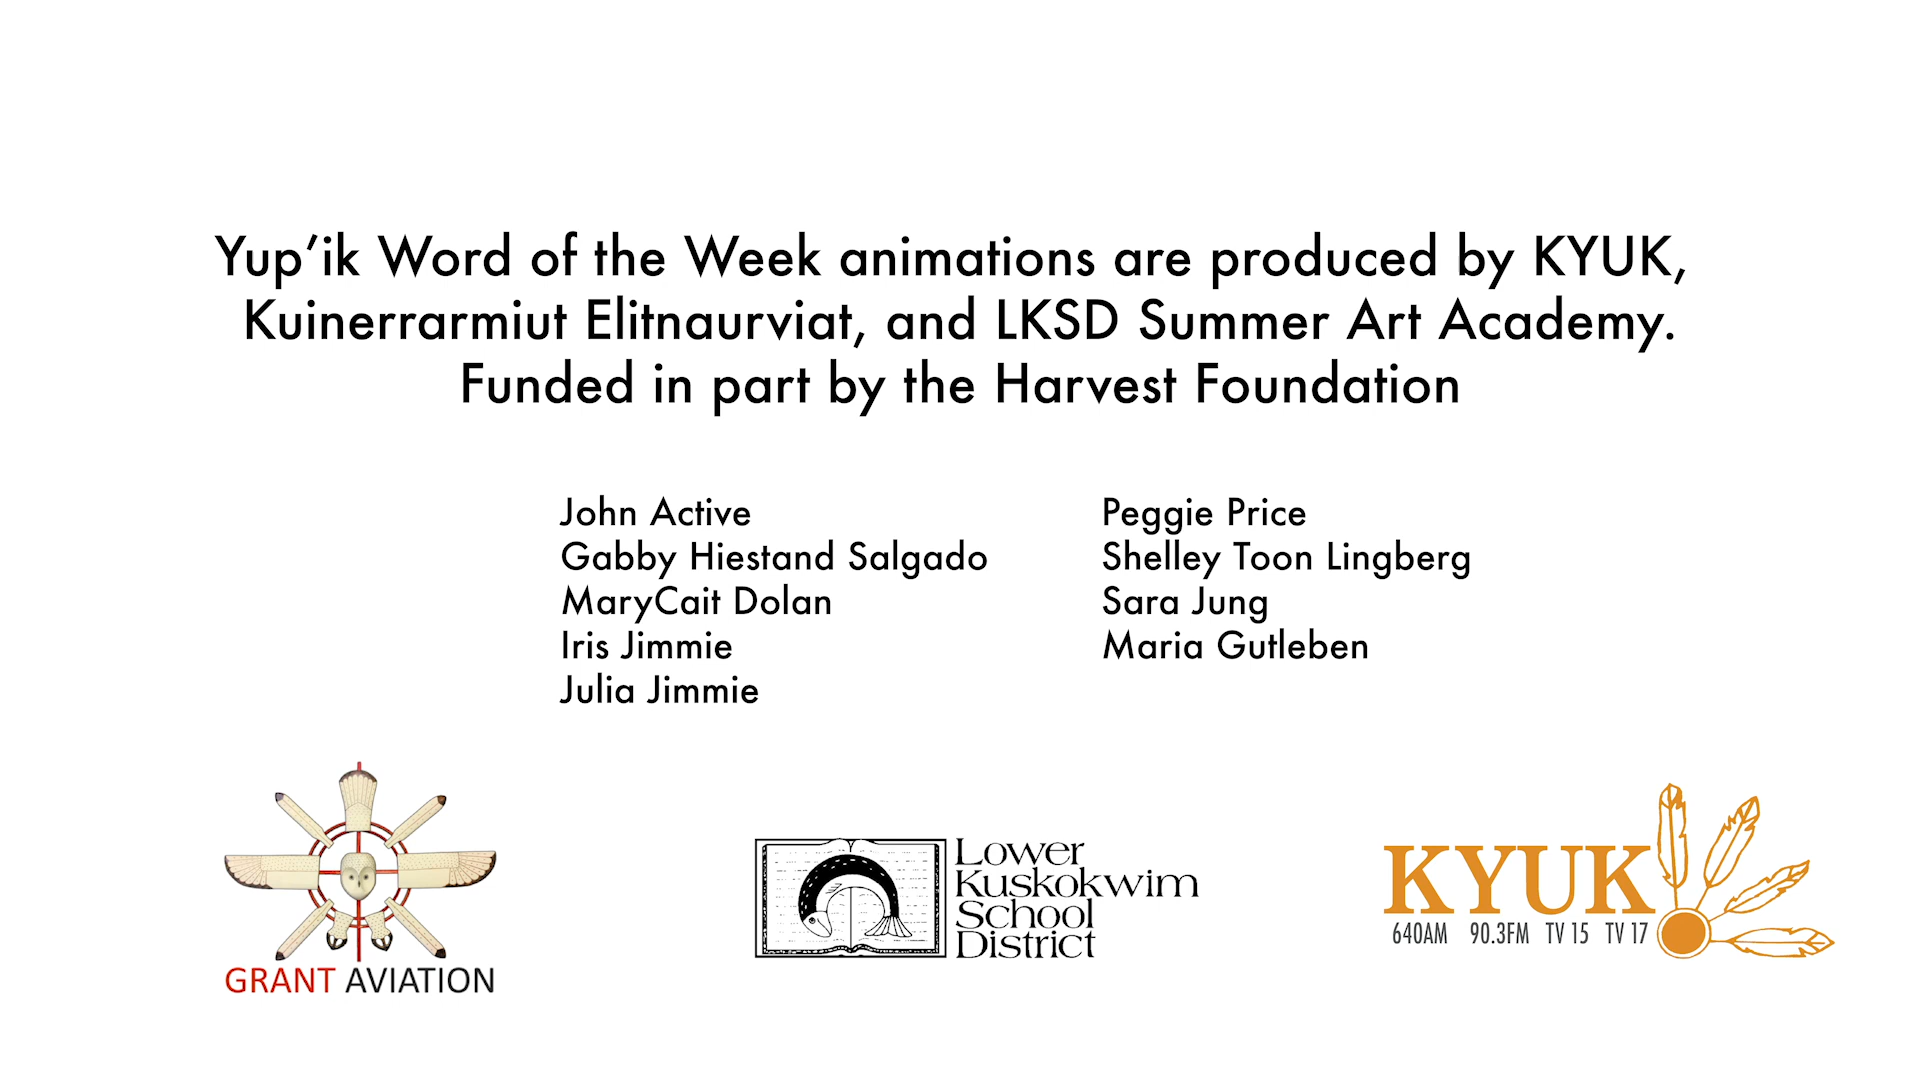 Yup’ik Word of the Week animations are produced by KYUK,
Kuinerrarmiut Elitnaurviat, and LKSD Summer Art Academy.
Funded in part by the Harvest Foundation
John Active
Gabby Hiestand Salgado
MaryCait Dolan
Iris Jimmie
Julia Jimmie
Peggie Price
Shelley Toon Lingberg
Sara Jung
Maria Gutleben
GRANT AVIATION
Lower
Kuskokwim
School
District
KYUK
640AM 90.3FM TV 15 TV 17